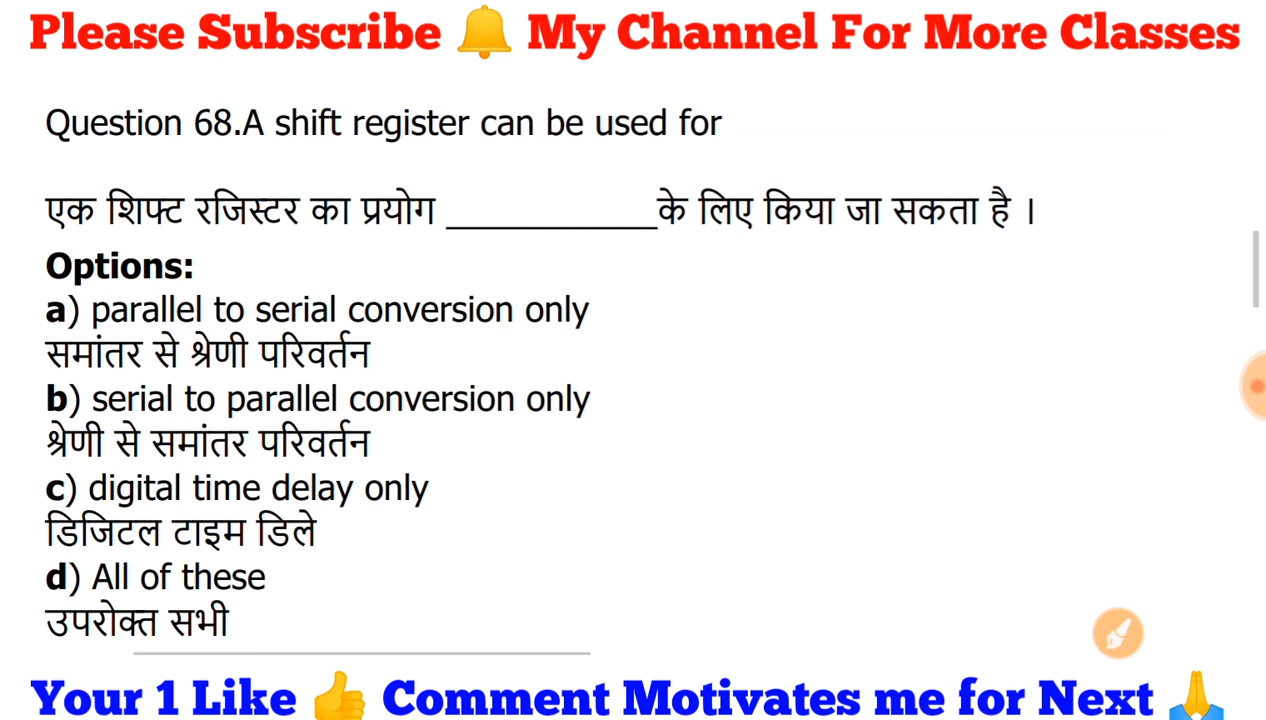 Please Subscribe 🔔 My Channel For More Classes
Question 68.A shift register can be used for
एक शिफ्ट रजिस्टर का प्रयोग ____________के लिए किया जा सकता है ।
Options:
a) parallel to serial conversion only
समांतर से श्रेणी परिवर्तन
b) serial to parallel conversion only
श्रेणी से समांतर परिवर्तन
c) digital time delay only
डिजिटल टाइम डिले
d) All of these
उपरोक्त सभी
Your 1 Like 👍 Comment Motivates me for Next 🙏